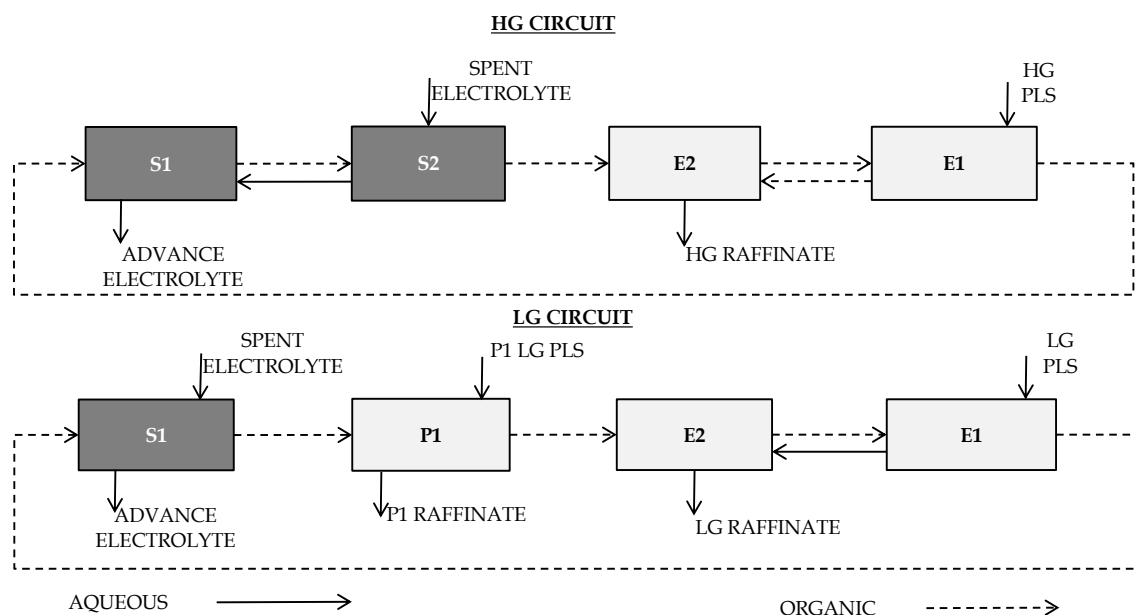 HG CIRCUIT
SPENT
ELECTROLYTE
HG
PLS
S1
S2
E2
E1
ADVANCE
ELECTROLYTE
HG RAFFINATE
LG CIRCUIT
SPENT
ELECTROLYTE
P1 LG PLS
LG
PLS
S1
P1
E2
E1
ADVANCE
ELECTROLYTE
P1 RAFFINATE
LG RAFFINATE
AQUEOUS
ORGANIC